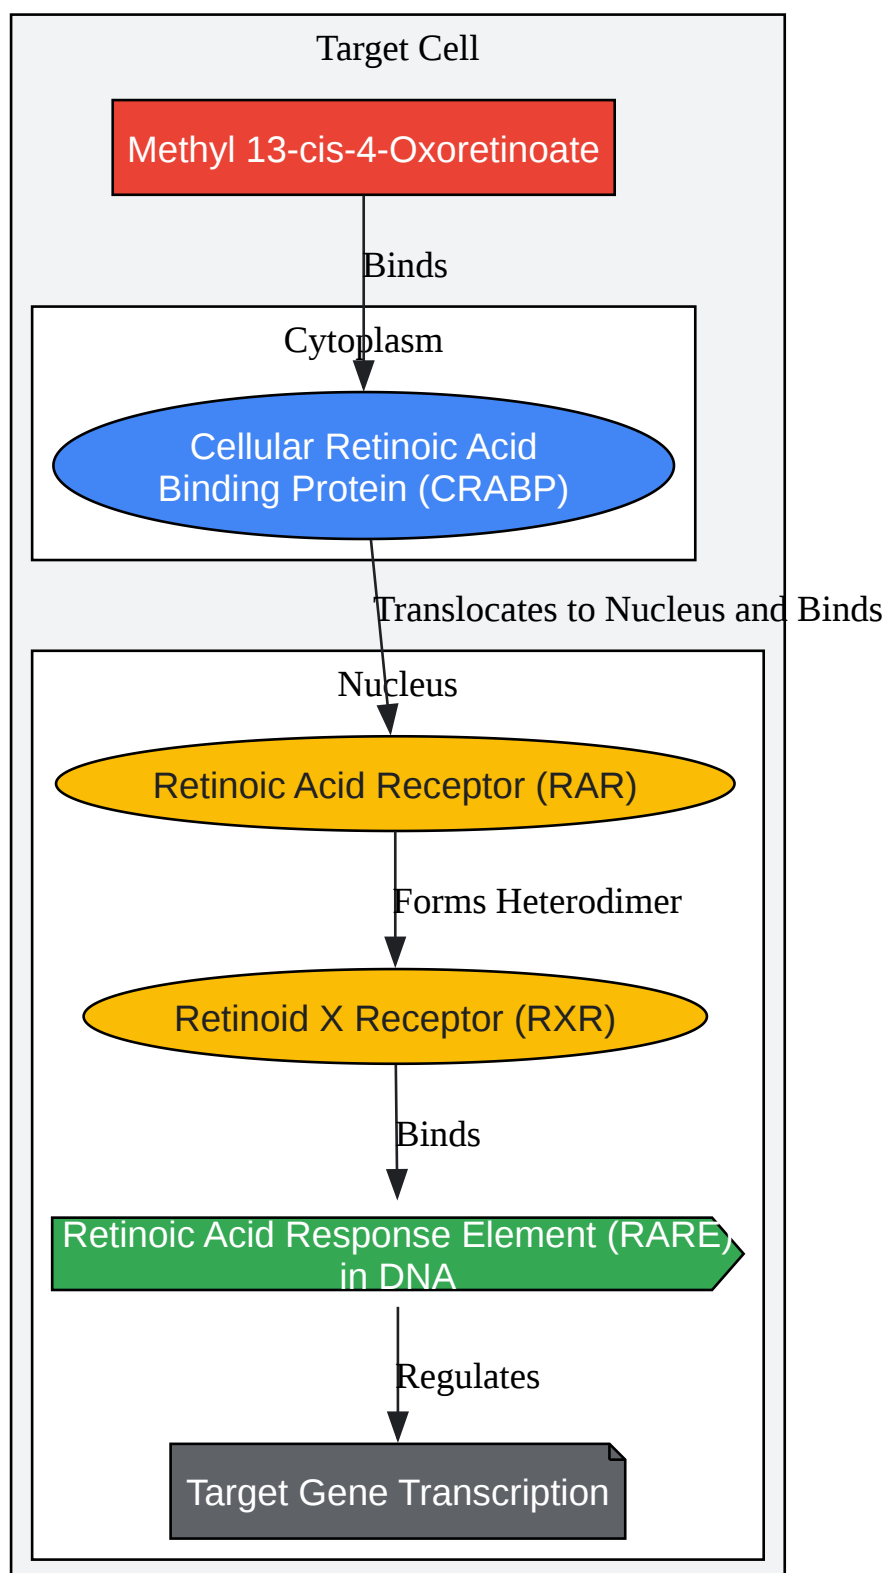 Target Cell
Methyl 13-cis-4-Oxoretinoate
Binds
Cytoplasm
Cellular Retinoic Acid
Binding Protein (CRABP)
Translocates to Nucleus and Binds
Nucleus
Retinoic Acid Receptor (RAR)
Forms Heterodimer
Retinoid X Receptor (RXR)
Binds
Retinoic Acid Response Element (RARE)
in DNA
Regulates
Target Gene Transcription